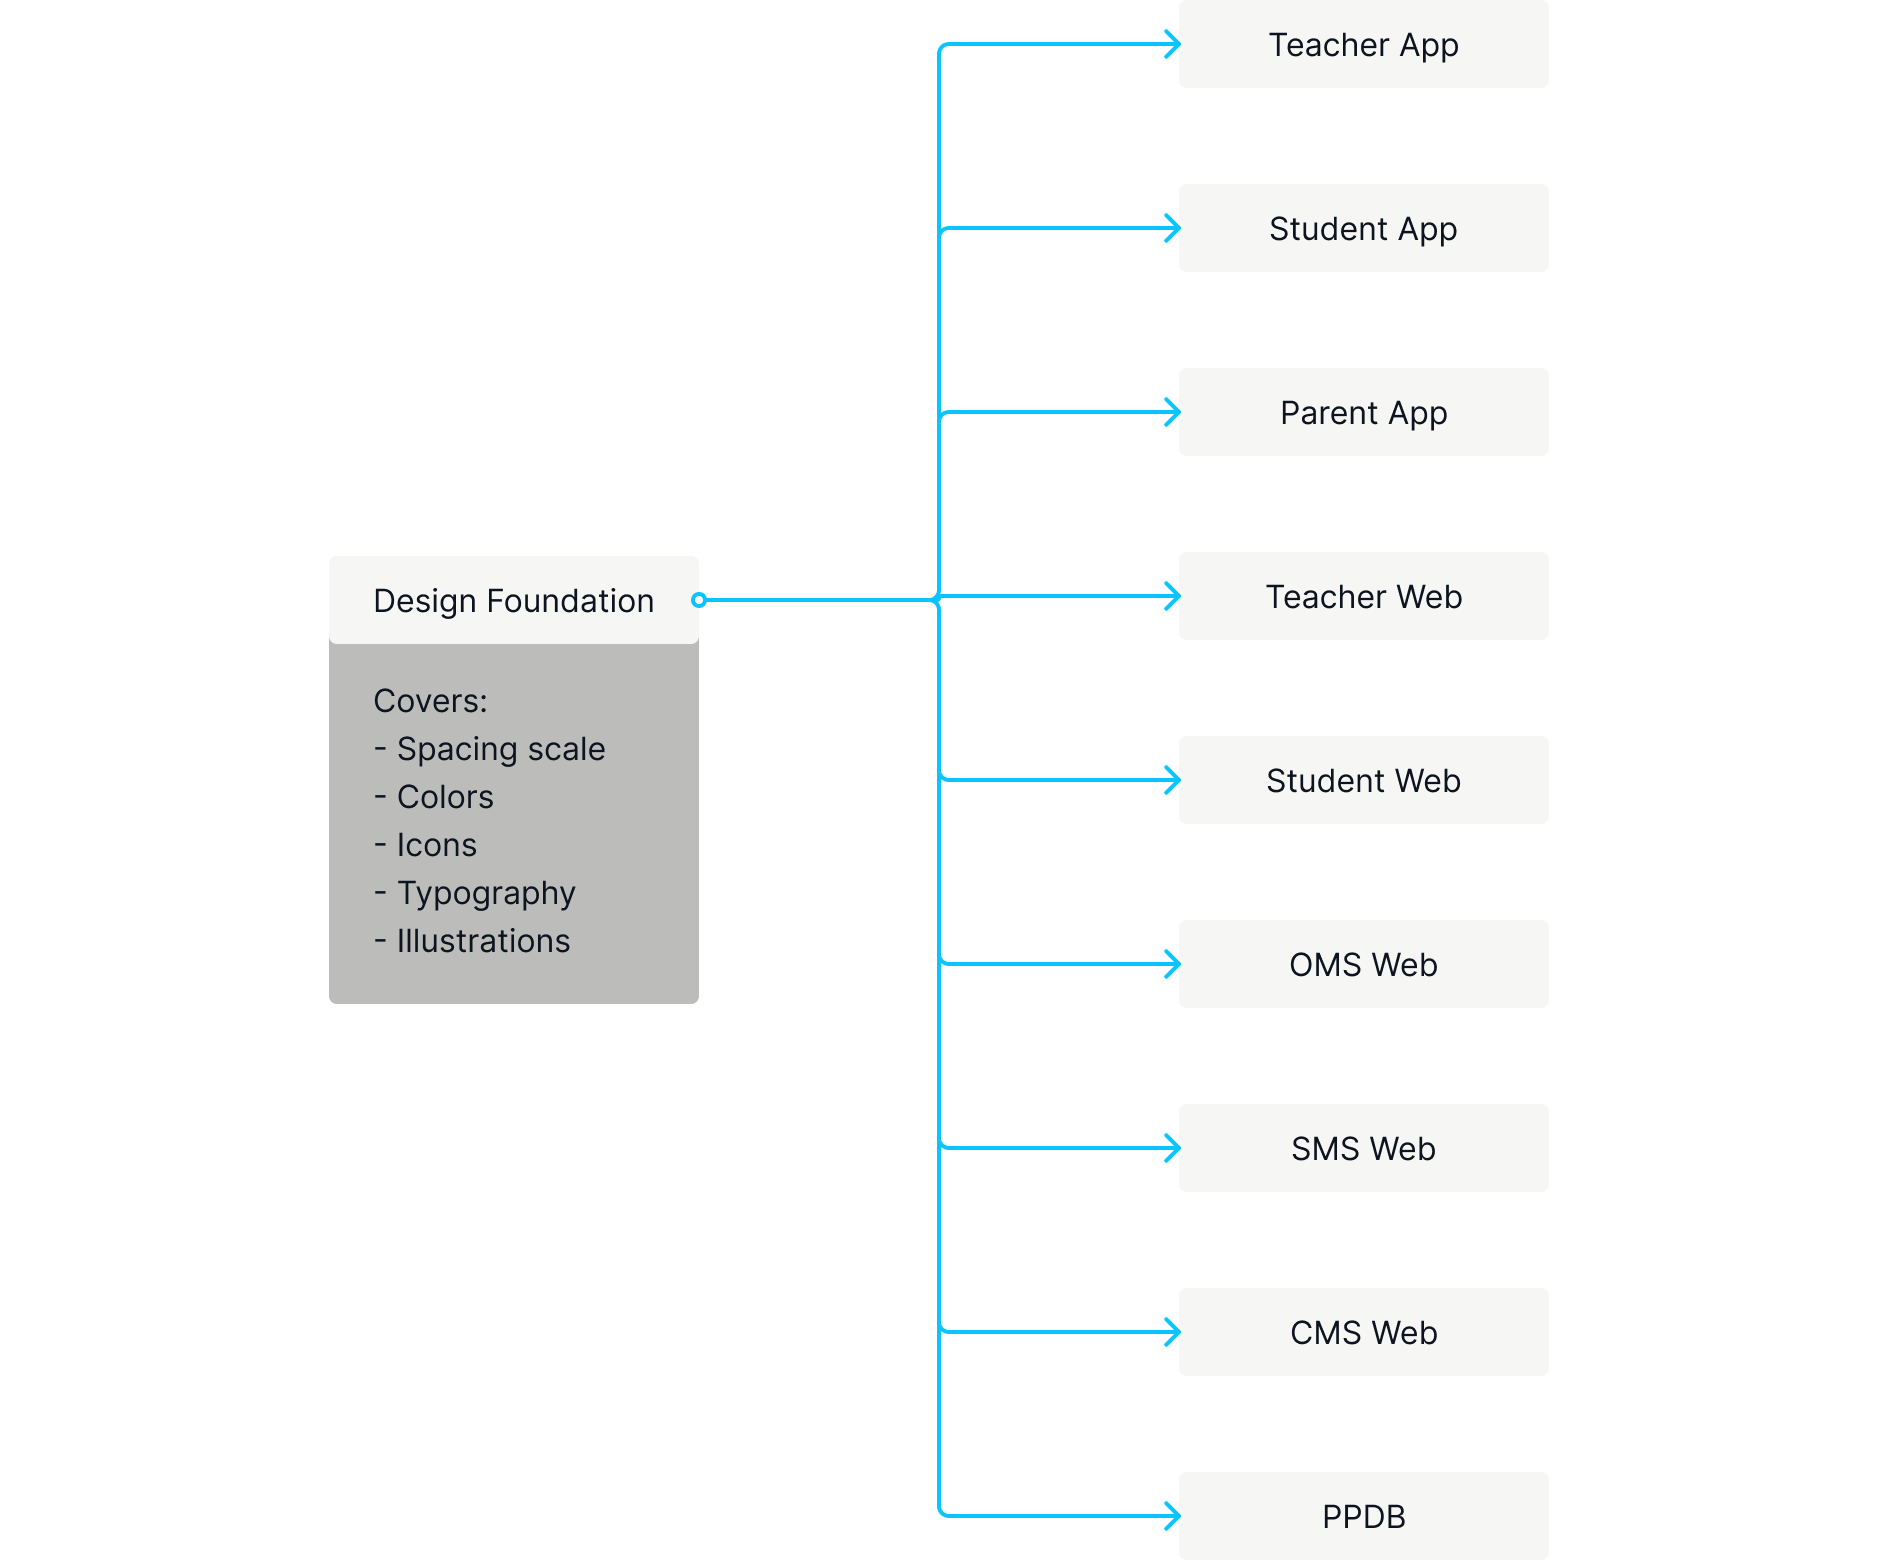 Design Foundation
Covers:
- Spacing scale
- Colors
- Icons
- Typography
- Illustrations
Teacher App
Student App
Parent App
Teacher Web
Student Web
OMS Web
SMS Web
CMS Web
PPDB